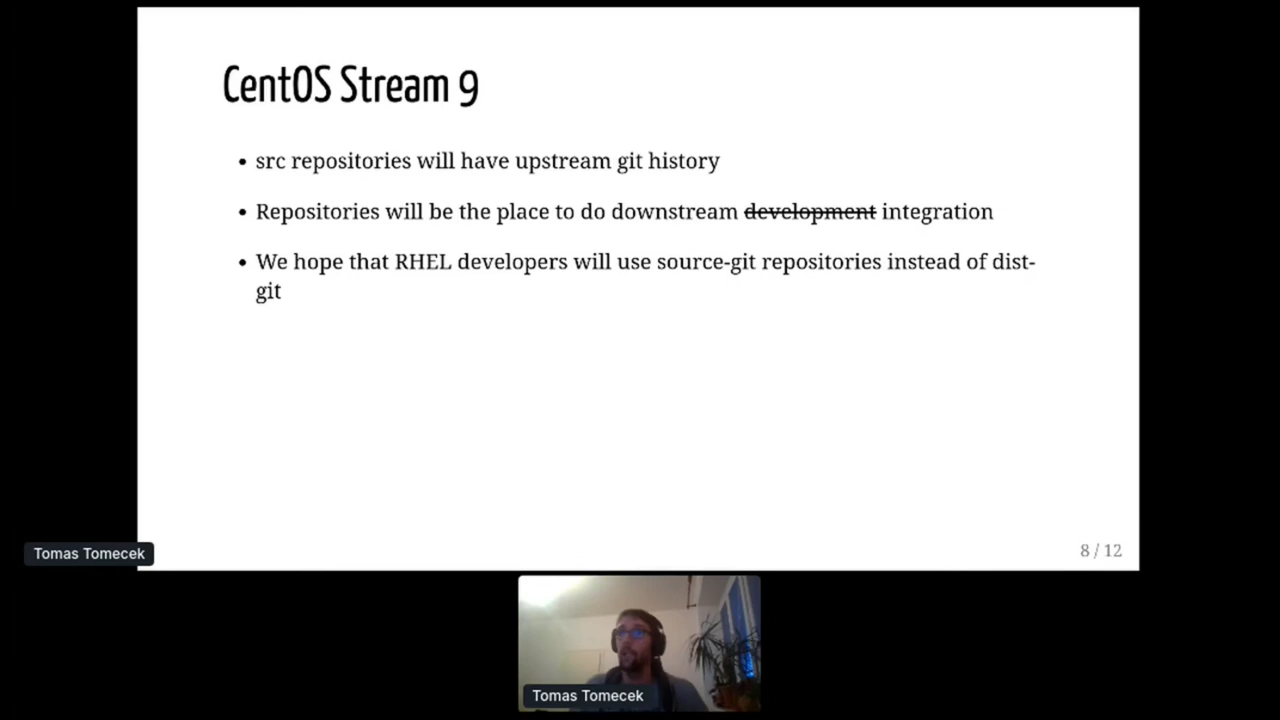 CentOS Stream 9
• src repositories will have upstream git history
• Repositories will be the place to do downstream development integration
• We hope that RHEL developers will use source-git repositories instead of dist-
git
Tomas Tomecek
8 / 12
Tomas Tomecek